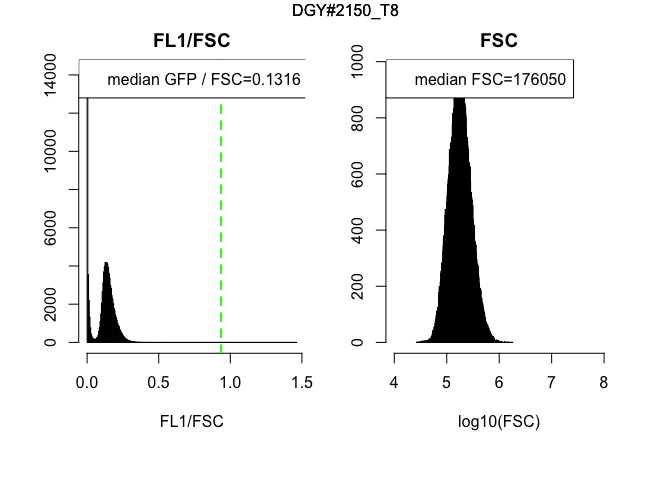 DGY#2150_T8
FL1/FSC
median GFP / FSC=0.1316
0
2000
6000
10000
14000
0.0 0.5 1.0 1.5
FL1/FSC
FSC
median FSC=176050
0
200
400
600
800
1000
4 5 6 7 8
log10(FSC)